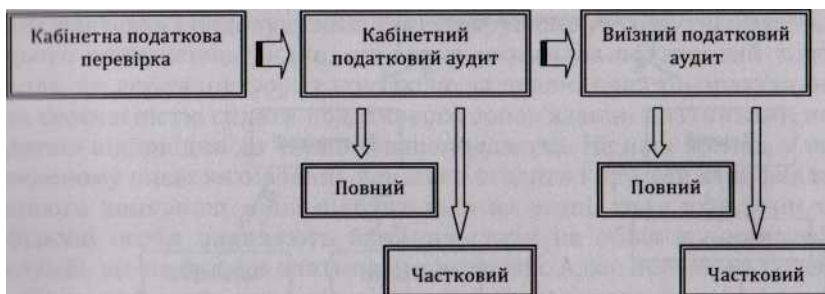 Кабінетна податкова
перевірка
Кабінетний
податковий аудит
Виїзний податковий
аудит
Повний
Повний
Частковий
Частковий